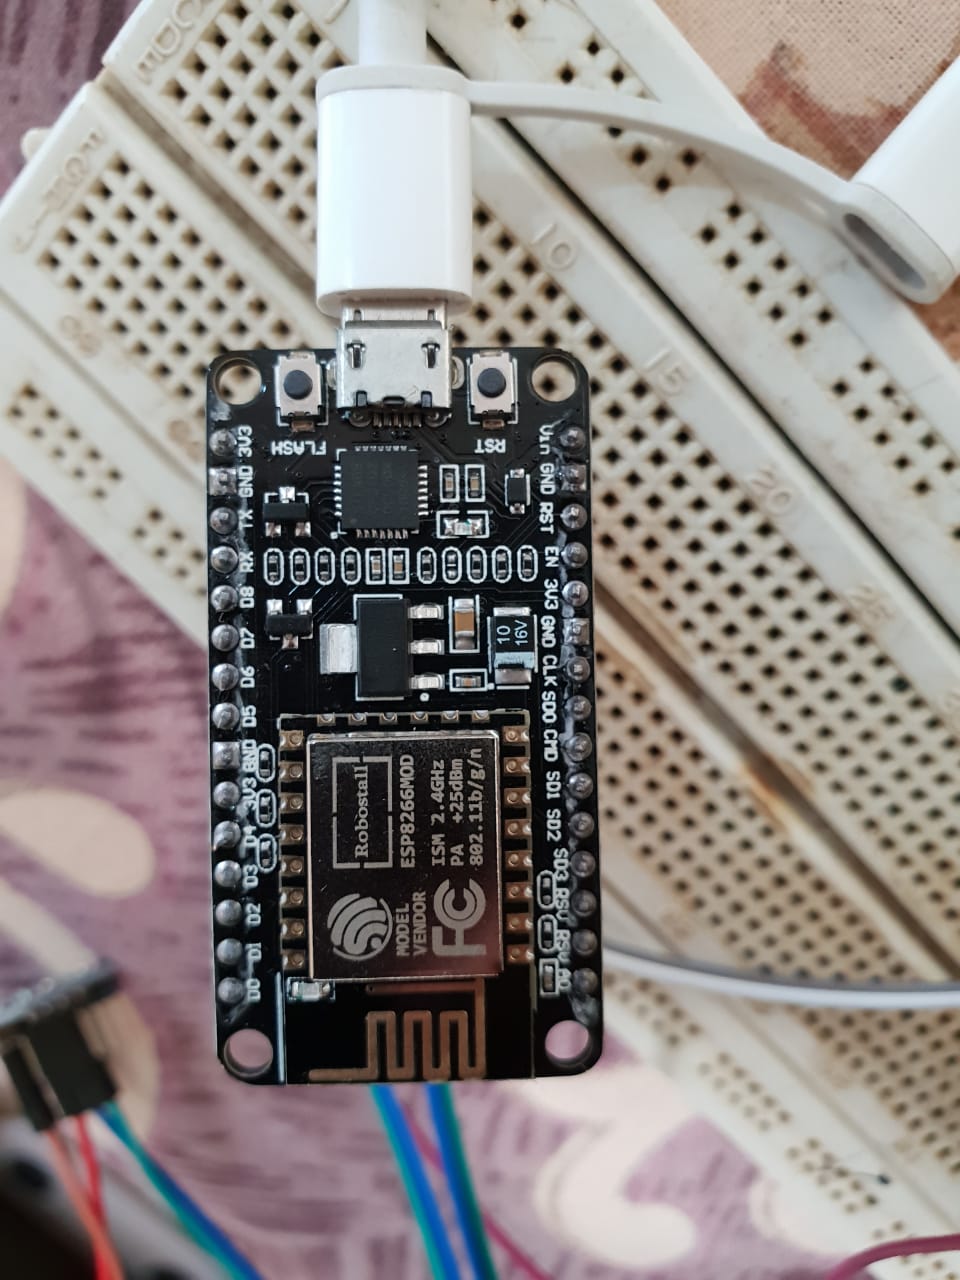 FLASH
RST
3V3
GND
TX
RX
D8
D7
D6
D5
GND
3V3
D4
D3
D2
D1
D0
Vin
GND
RST
EN
3V3
GND
CLK
SD0
CMD
SD1
SD2
SD3
RSV
RSV
A0
10
16V
Robostall
ESP8266MOD
ISM 2.4GHz
PA +25dBm
802.11b/g/n
MODEL
VENDOR
FC
10
15
20
25